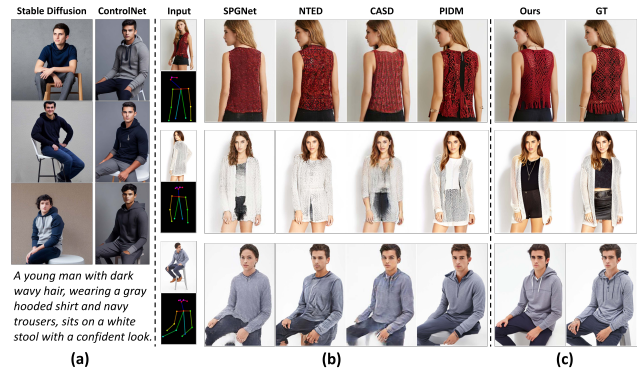 Stable Diffusion ControlNet Input SPGNet NTED CASD PIDM Ours GT
A young man with dark
wavy hair, wearing a gray
hooded shirt and navy
trousers, sits on a white
stool with a confident look.
(a) (b) (c)